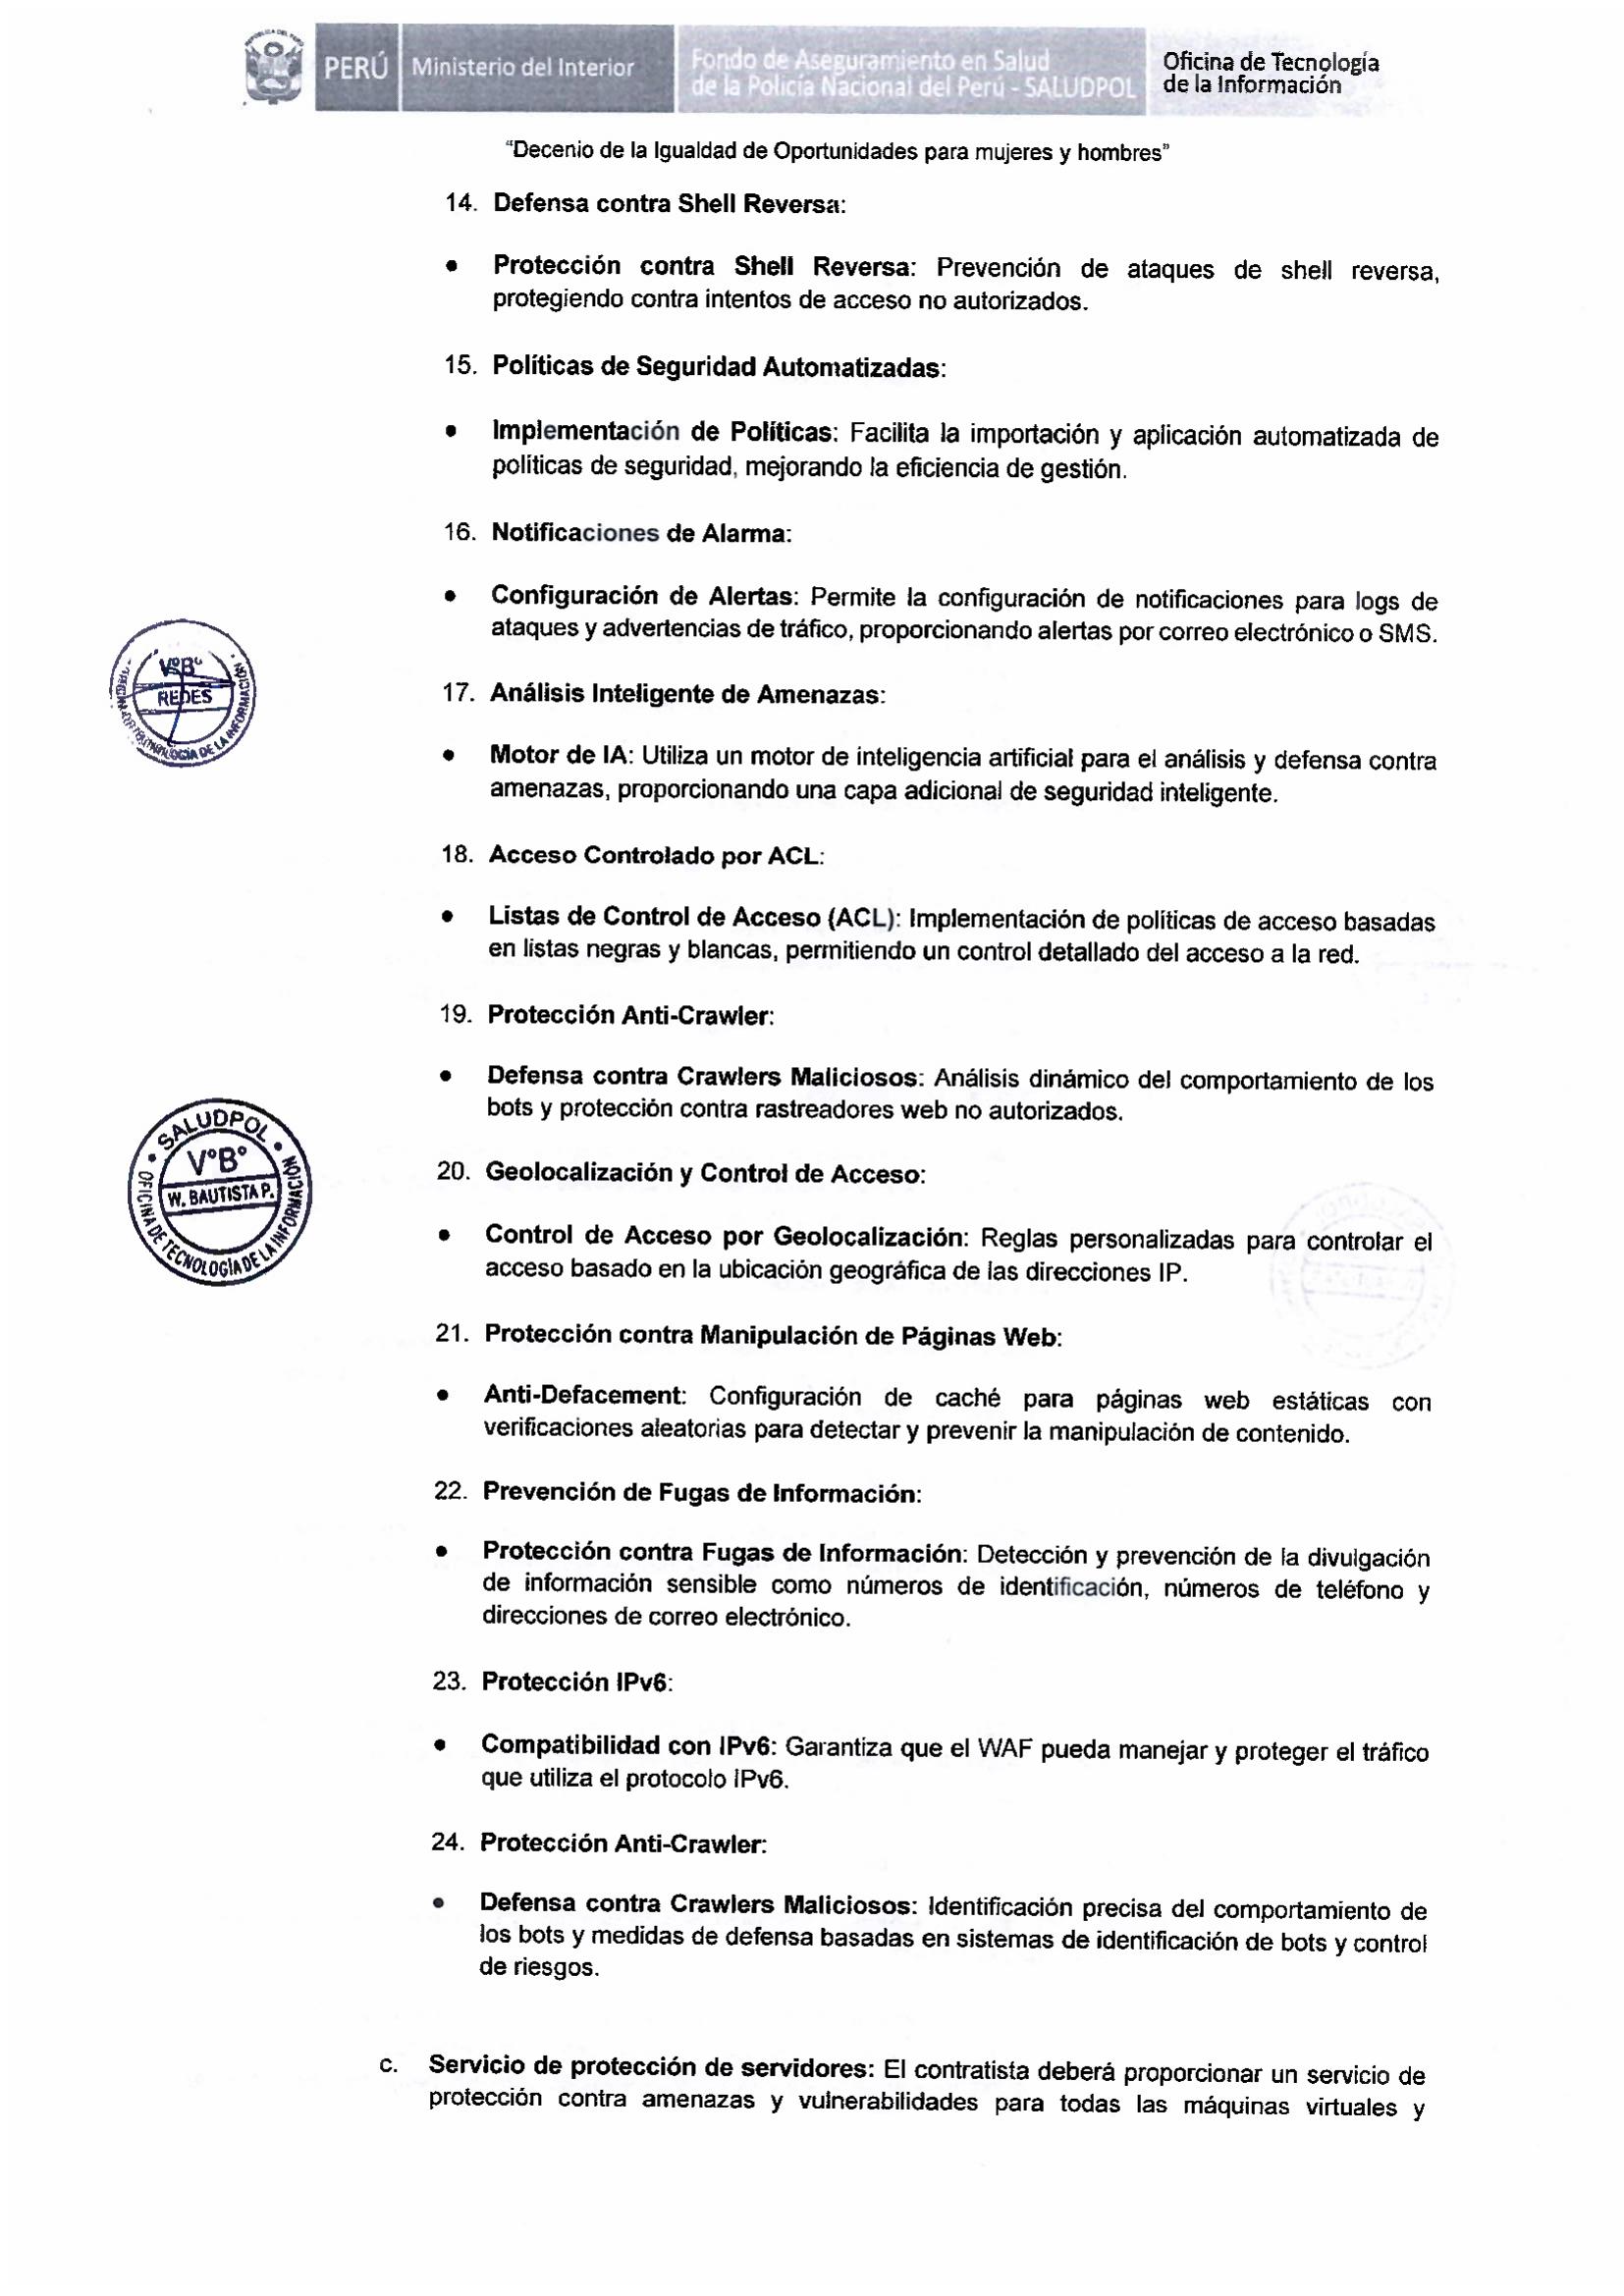 PERÚ
Ministerio del Interior
Fondo de Aseguramiento en Salud
de la Policía Nacional del Perú - SALUDPOL
Oficina de Tecnología
de la Información
“Decenio de la Igualdad de Oportunidades para mujeres y hombres”
14. Defensa contra Shell Reversa:
• Protección contra Shell Reversa: Prevención de ataques de shell reversa,
protegiendo contra intentos de acceso no autorizados.
15. Políticas de Seguridad Automatizadas:
• Implementación de Políticas: Facilita la importación y aplicación automatizada de
políticas de seguridad, mejorando la eficiencia de gestión.
16. Notificaciones de Alarma:
• Configuración de Alertas: Permite la configuración de notificaciones para logs de
ataques y advertencias de tráfico, proporcionando alertas por correo electrónico o SMS.
V°B°
REDES
TECNOLOGÍA DE LA INFORMACIÓN
17. Análisis Inteligente de Amenazas:
• Motor de IA: Utiliza un motor de inteligencia artificial para el análisis y defensa contra
amenazas, proporcionando una capa adicional de seguridad inteligente.
18. Acceso Controlado por ACL:
• Listas de Control de Acceso (ACL): Implementación de políticas de acceso basadas
en listas negras y blancas, permitiendo un control detallado del acceso a la red.
19. Protección Anti-Crawler:
• Defensa contra Crawlers Maliciosos: Análisis dinámico del comportamiento de los
bots y protección contra rastreadores web no autorizados.
SALUDPOL
V°B°
W. BAUTISTA P.
OFICINA DE TECNOLOGÍA DE LA INFORMACIÓN
20. Geolocalización y Control de Acceso:
• Control de Acceso por Geolocalización: Reglas personalizadas para controlar el
acceso basado en la ubicación geográfica de las direcciones IP.
21. Protección contra Manipulación de Páginas Web:
• Anti-Defacement: Configuración de caché para páginas web estáticas con
verificaciones aleatorias para detectar y prevenir la manipulación de contenido.
22. Prevención de Fugas de Información:
• Protección contra Fugas de Información: Detección y prevención de la divulgación
de información sensible como números de identificación, números de teléfono y
direcciones de correo electrónico.
23. Protección IPv6:
• Compatibilidad con IPv6: Garantiza que el WAF pueda manejar y proteger el tráfico
que utiliza el protocolo IPv6.
24. Protección Anti-Crawler:
• Defensa contra Crawlers Maliciosos: Identificación precisa del comportamiento de
los bots y medidas de defensa basadas en sistemas de identificación de bots y control
de riesgos.
c. Servicio de protección de servidores: El contratista deberá proporcionar un servicio de
protección contra amenazas y vulnerabilidades para todas las máquinas virtuales y